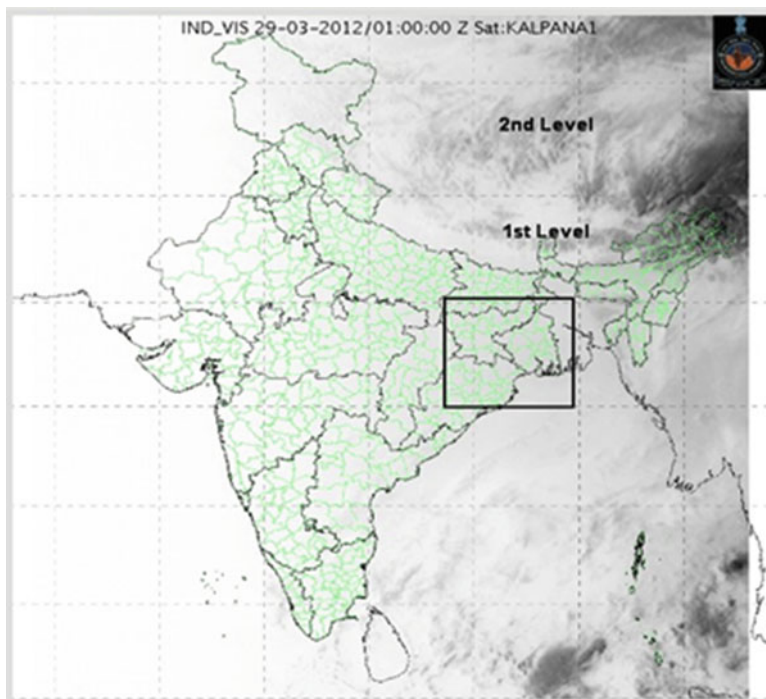 IND_VIS 29-03-2012/01:00:00 Z Sat:KALPANA1
2nd Level
1st Level